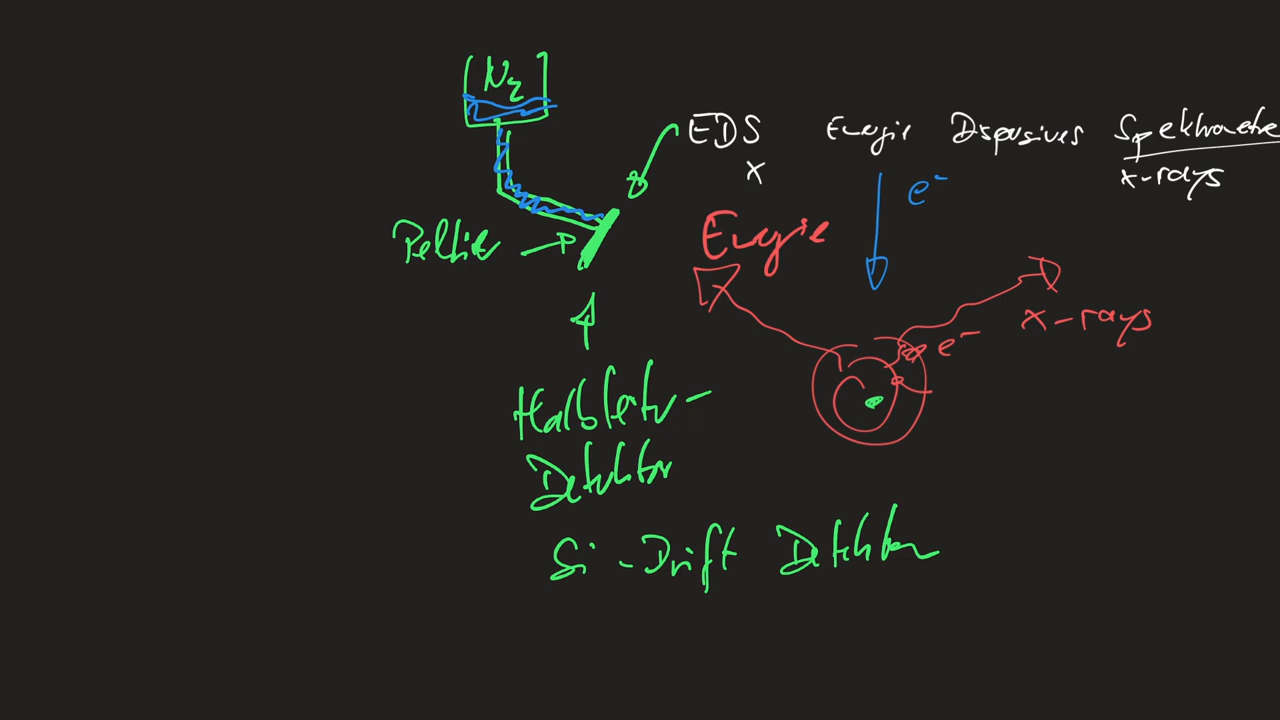 N2
EDS Energie Dispersives Spektrometer
X x-rays
e-
Energie
Peltier
x-rays
e-
Halbleiter-
Detektor
Si-Drift Detektor